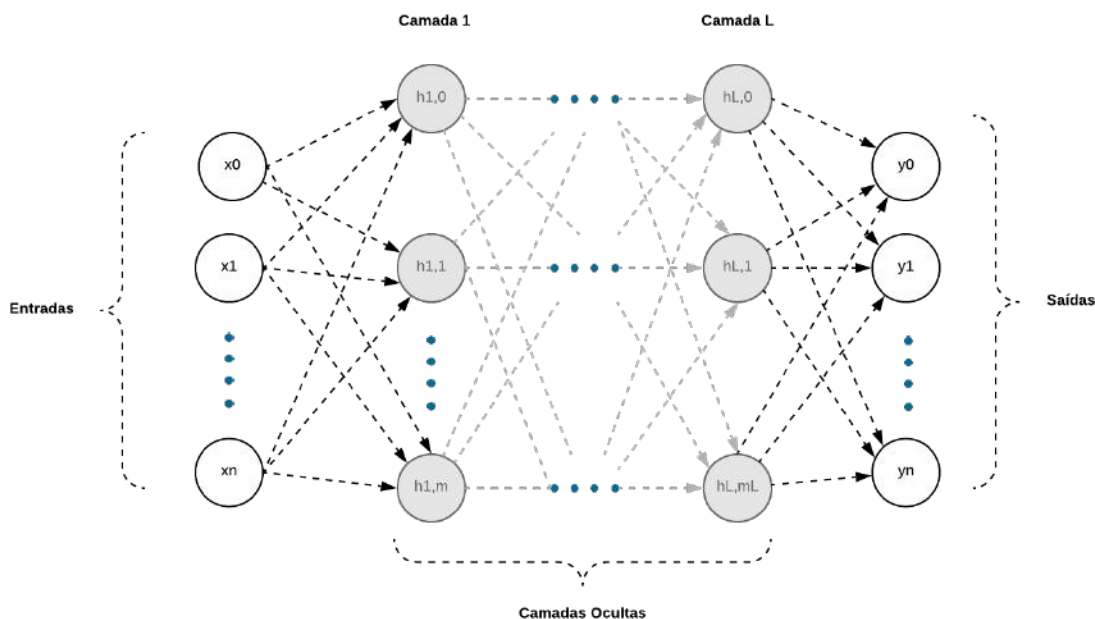 Camada 1
Camada L
h1,0
hL,0
x0
y0
x1
h1,1
hL,1
y1
Entradas
Saídas
xn
h1,m
hL,mL
yn
Camadas Ocultas